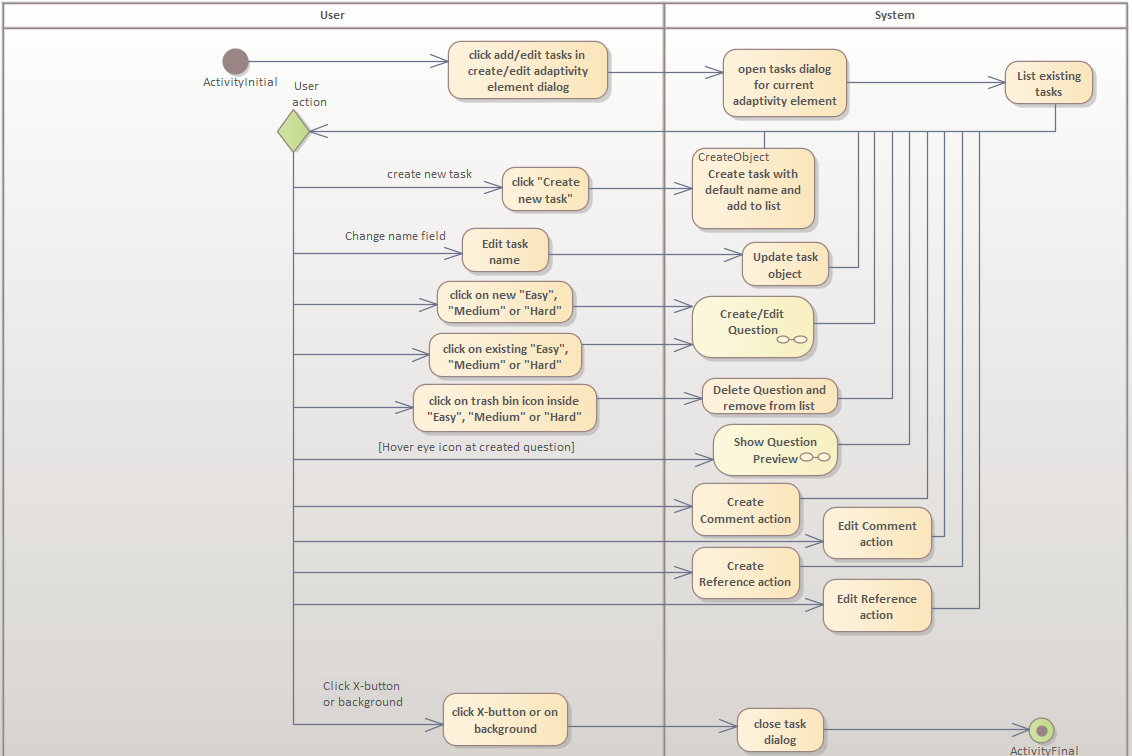 User
System
click add/edit tasks in
create/edit adaptivity
element dialog
open tasks dialog
for current
adaptivity element
List existing
tasks
ActivityInitial
User
action
create new task
click "Create
new task"
CreateObject
Create task with
default name and
add to list
Change name field
Edit task
name
Update task
object
click on new "Easy",
"Medium" or "Hard"
Create/Edit
Question
click on existing "Easy",
"Medium" or "Hard"
click on trash bin icon inside
"Easy", "Medium" or "Hard"
Delete Question and
remove from list
[Hover eye icon at created question]
Show Question
Preview
Create
Comment action
Edit Comment
action
Create
Reference action
Edit Reference
action
Click X-button
or background
click X-button or on
background
close task
dialog
ActivityFinal